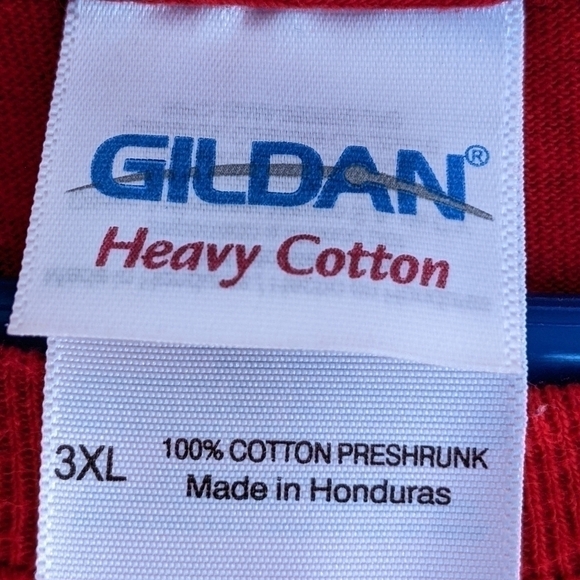 GILDAN®
Heavy Cotton
3XL
100% COTTON PRESHRUNK
Made in Honduras